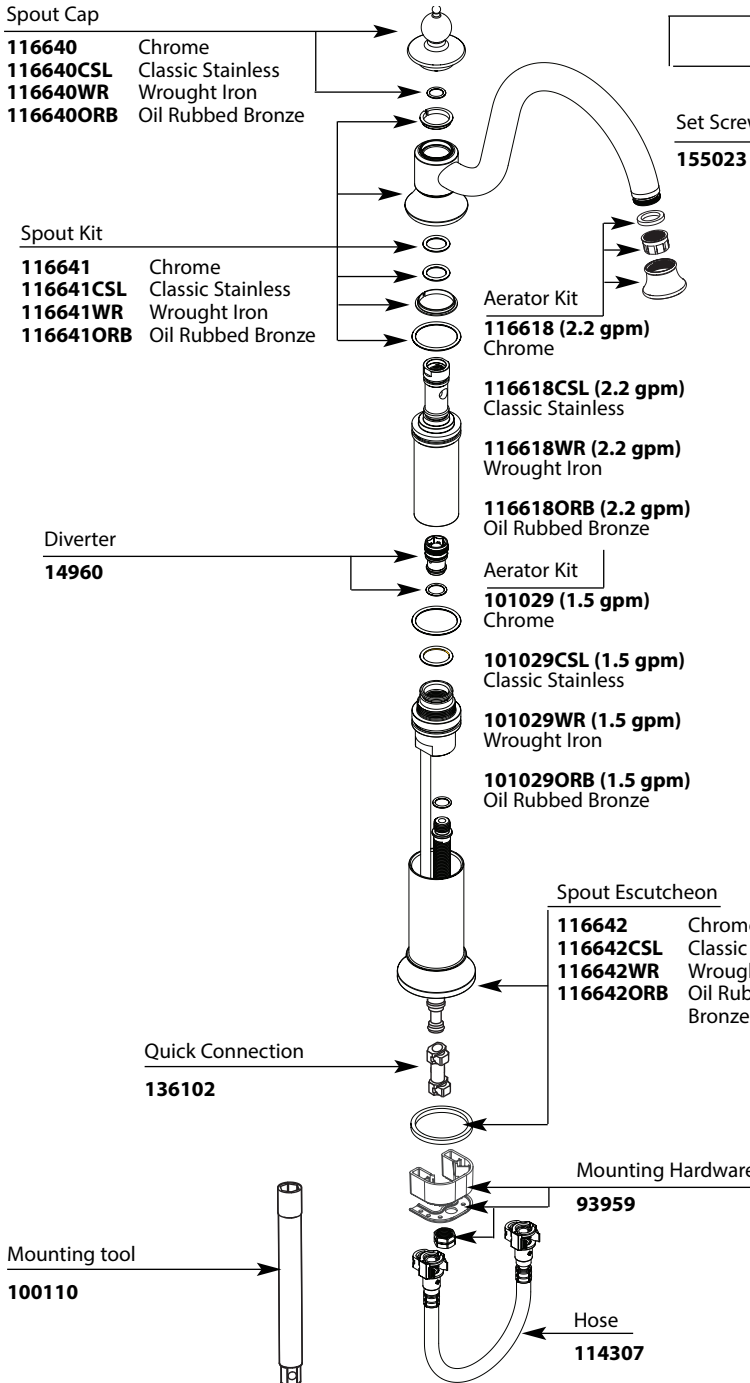 Spout Cap
116640 Chrome
116640CSL Classic Stainless
116640WR Wrought Iron
116640ORB Oil Rubbed Bronze
Set Screw
155023
Spout Kit
116641 Chrome
116641CSL Classic Stainless
116641WR Wrought Iron
116641ORB Oil Rubbed Bronze
Aerator Kit
116618 (2.2 gpm)
Chrome
116618CSL (2.2 gpm)
Classic Stainless
116618WR (2.2 gpm)
Wrought Iron
116618ORB (2.2 gpm)
Oil Rubbed Bronze
Diverter
14960
Aerator Kit
101029 (1.5 gpm)
Chrome
101029CSL (1.5 gpm)
Classic Stainless
101029WR (1.5 gpm)
Wrought Iron
101029ORB (1.5 gpm)
Oil Rubbed Bronze
Spout Escutcheon
116642 Chrome
116642CSL Classic
116642WR Wrough
116642ORB Oil Rub
Bronze
Quick Connection
136102
Mounting Hardware
93959
Mounting tool
100110
Hose
114307